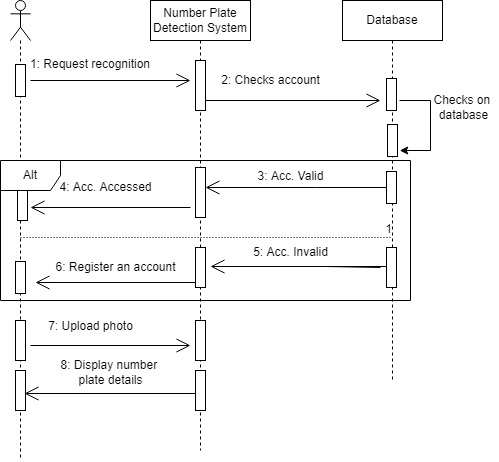 Number Plate
Detection System
Database
1: Request recognition
2: Checks account
Checks on
database
Alt
3: Acc. Valid
4: Acc. Accessed
1
5: Acc. Invalid
6: Register an account
7: Upload photo
8: Display number
plate details